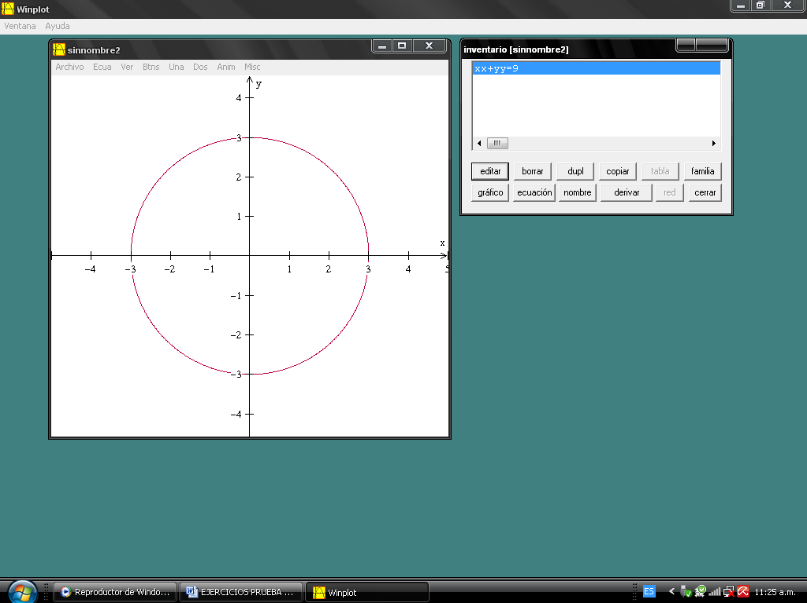 Winplot
Ventana Ayuda
sinnombre2
Archivo Ecua Ver Btns Una Dos Anim Misc
y
4
3
2
1
x
-4 -3 -2 -1 1 2 3 4 5
-1
-2
-3
-4
inventario [sinnombre2]
xx+yy=9
editar borrar dupl copiar tabla familia
gráfico ecuación nombre derivar red cerrar
Reproductor de Windo... EJERCICIOS PRUEBA ... Winplot ES 11:25 a.m.